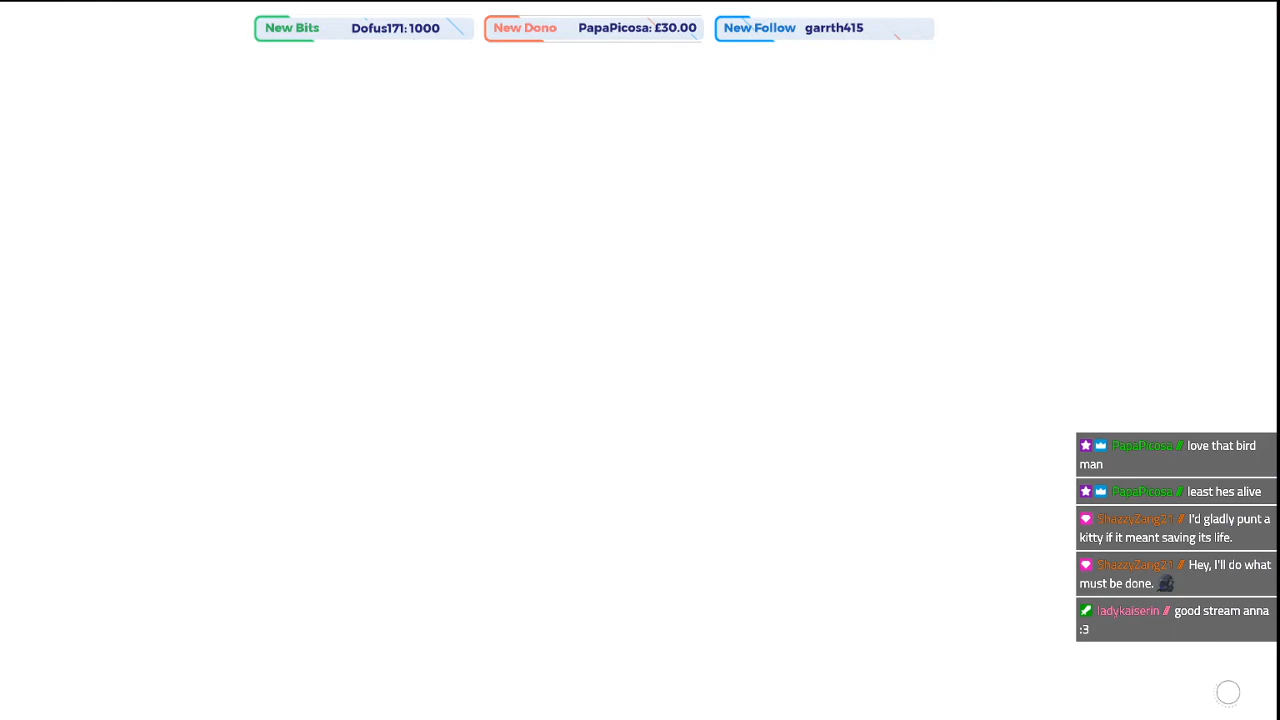 New Bits Dofus171: 1000 New Dono PapaPicosa: £30.00 New Follow garrth415
PapaPicosa // love that bird
man
PapaPicosa // least hes alive
ShazzyZang21 // I'd gladly punt a
kitty if it meant saving its life.
ShazzyZang21 // Hey, I'll do what
must be done.
ladykaiserin // good stream anna
:3